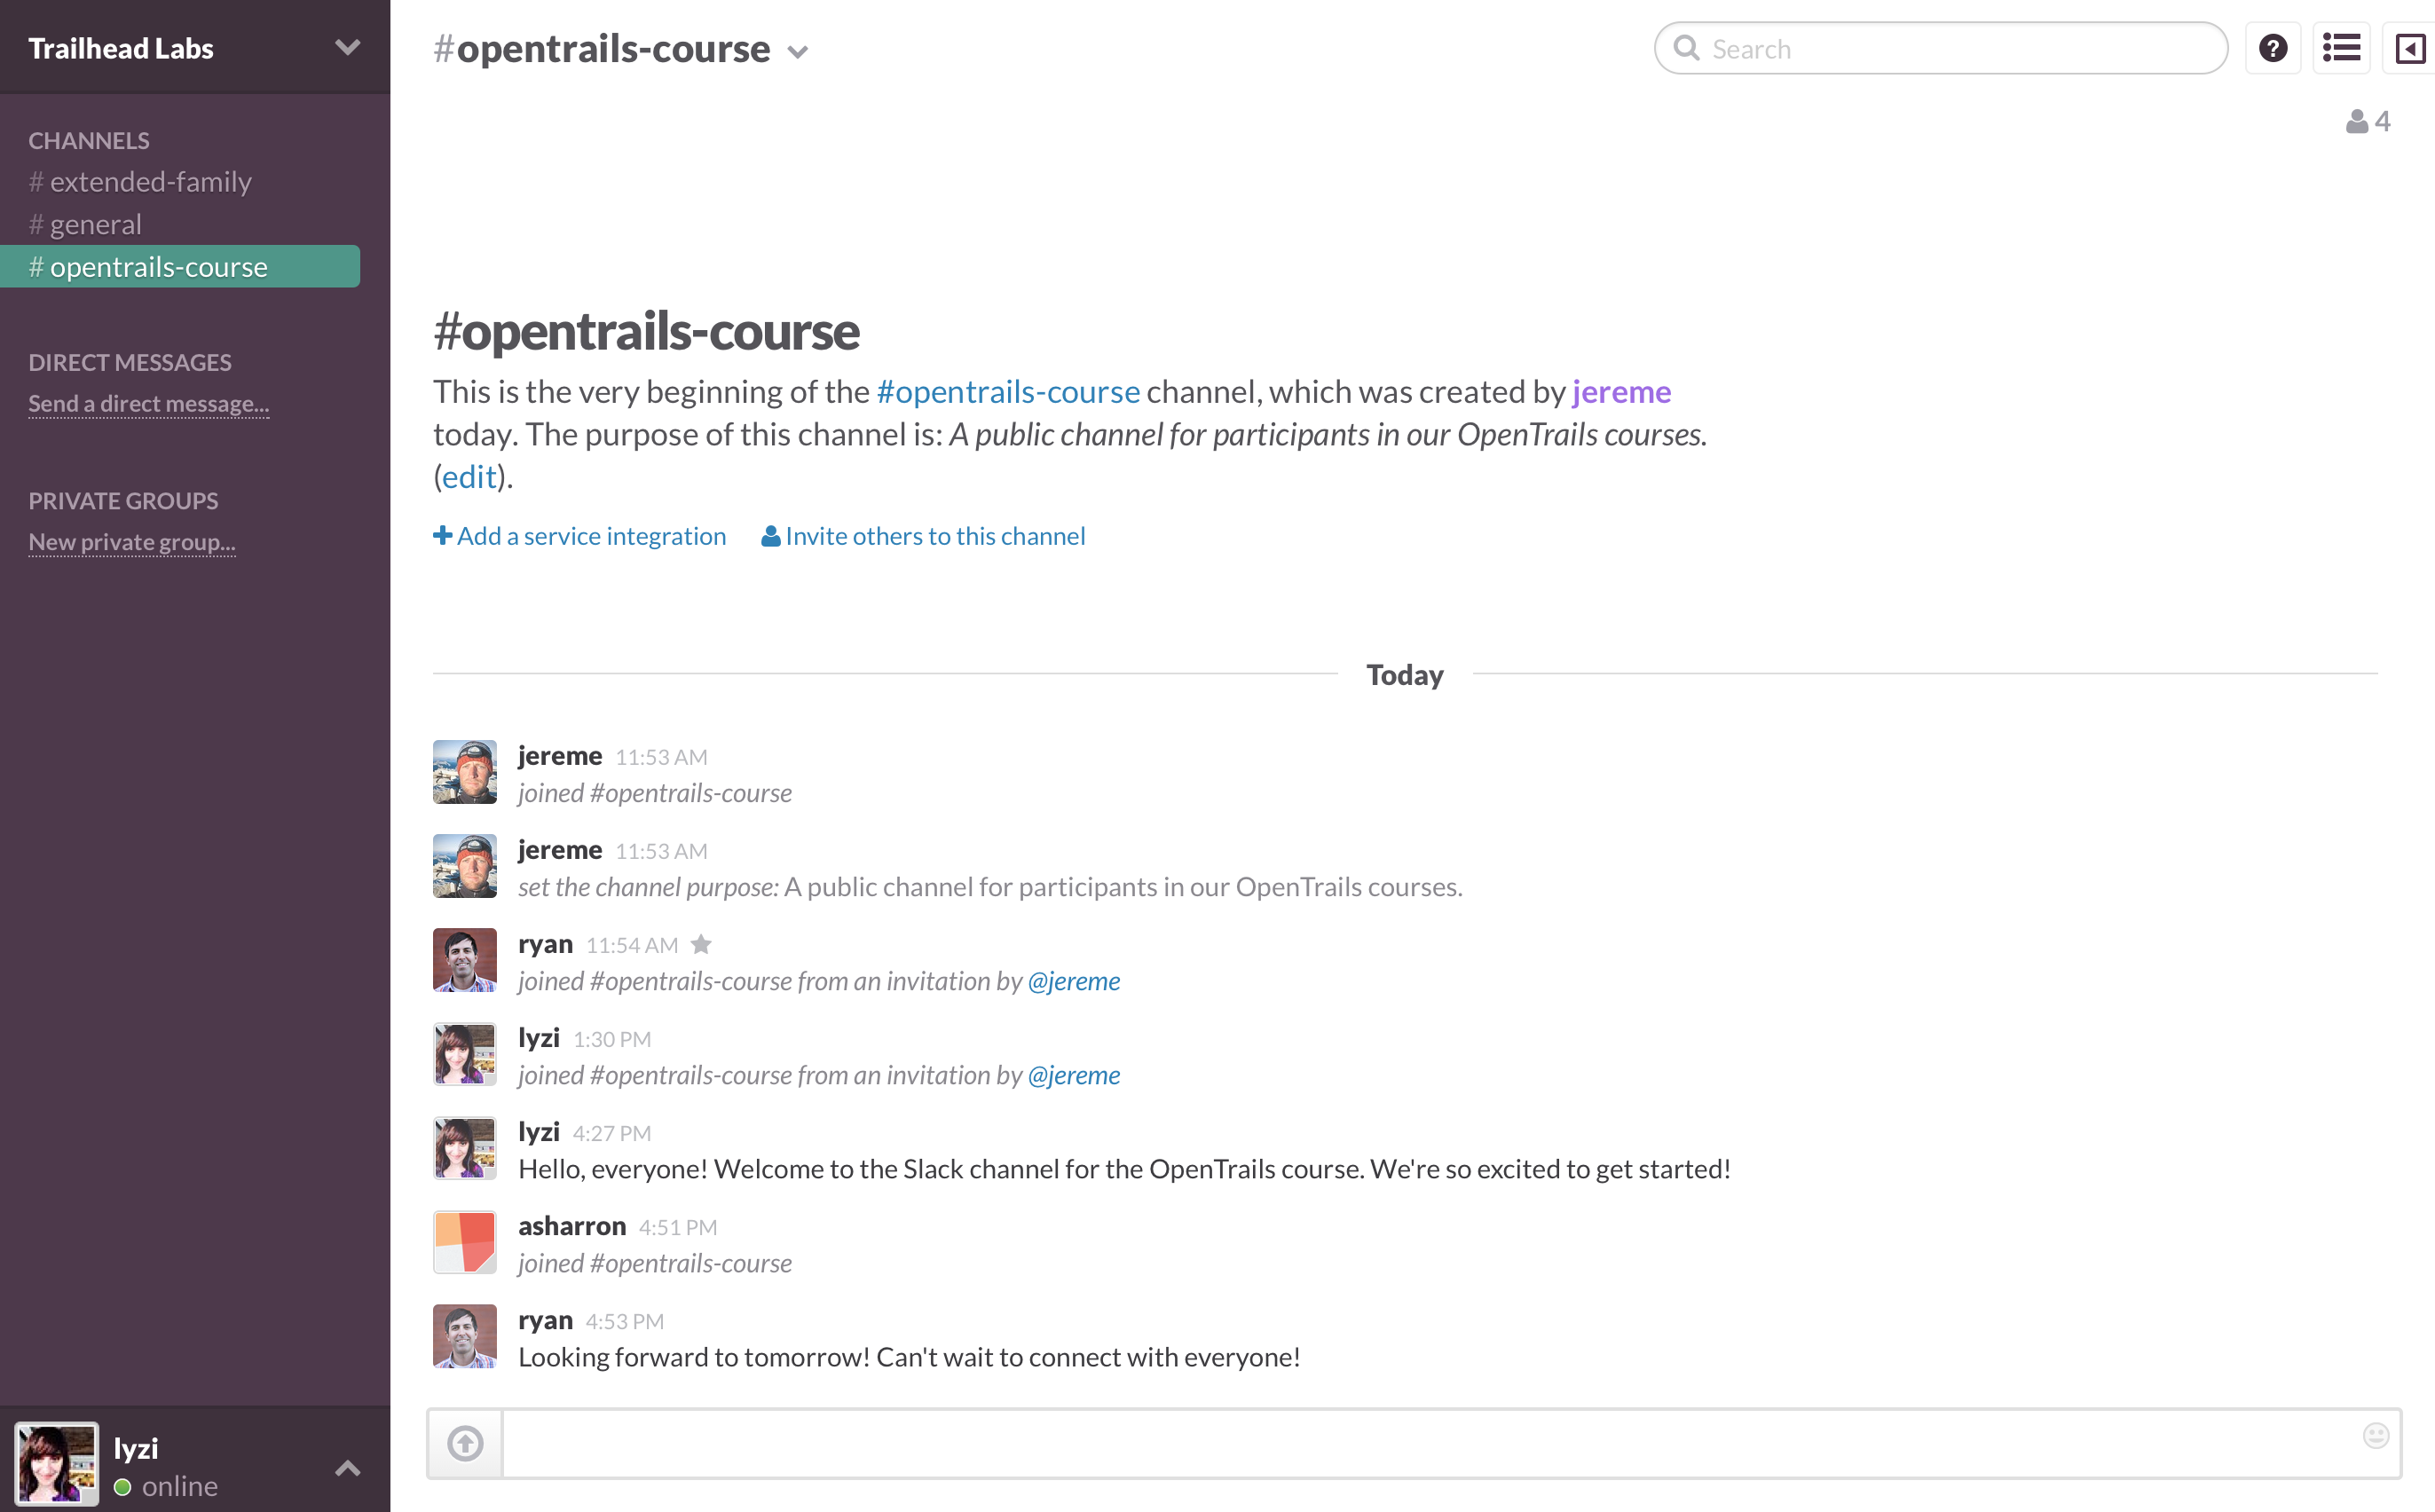 Trailhead Labs
CHANNELS
# extended-family
# general
# opentrails-course
DIRECT MESSAGES
Send a direct message...
PRIVATE GROUPS
New private group...
lyzi
online
#opentrails-course
Search
?
4
#opentrails-course
This is the very beginning of the #opentrails-course channel, which was created by jereme
today. The purpose of this channel is: A public channel for participants in our OpenTrails courses.
(edit).
Add a service integration Invite others to this channel
Today
jereme 11:53 AM
joined #opentrails-course
jereme 11:53 AM
set the channel purpose: A public channel for participants in our OpenTrails courses.
ryan 11:54 AM
joined #opentrails-course from an invitation by @jereme
lyzi 1:30 PM
joined #opentrails-course from an invitation by @jereme
lyzi 4:27 PM
Hello, everyone! Welcome to the Slack channel for the OpenTrails course. We're so excited to get started!
asharron 4:51 PM
joined #opentrails-course
ryan 4:53 PM
Looking forward to tomorrow! Can't wait to connect with everyone!